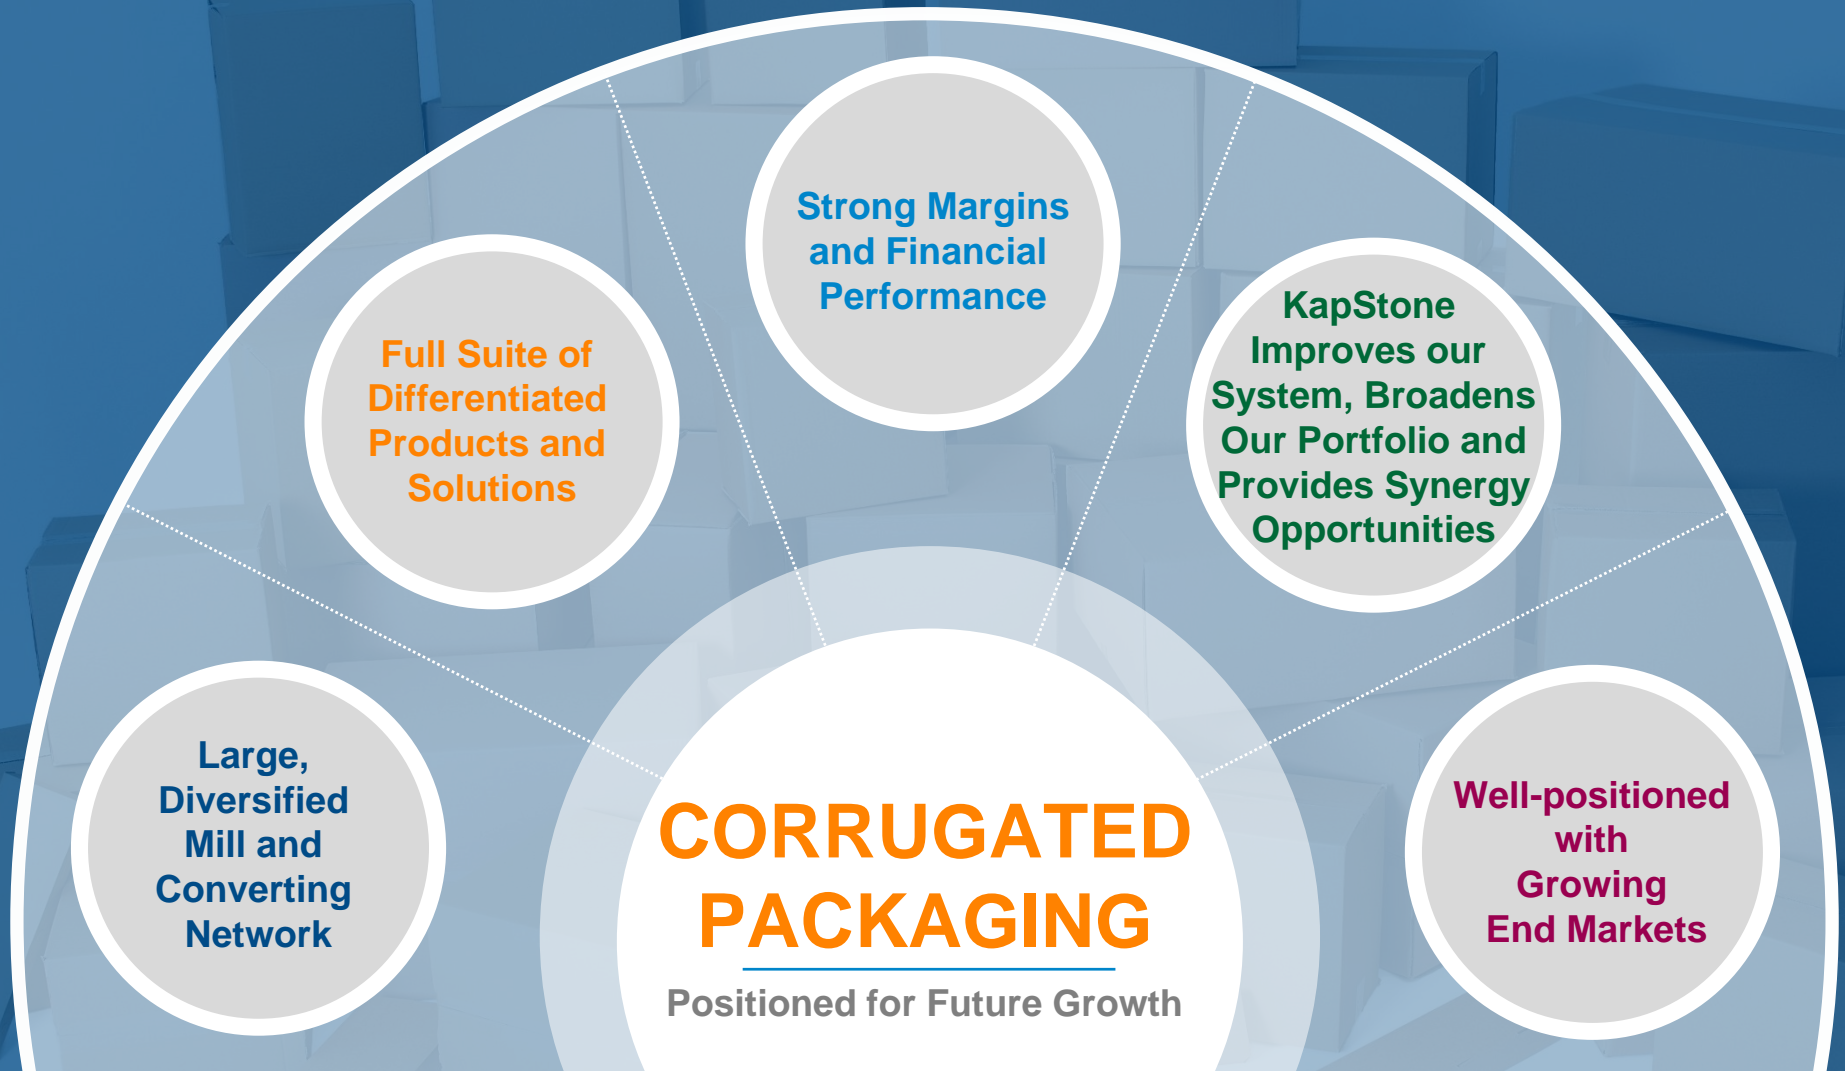 Strong Margins
and Financial
Performance
Full Suite of
Differentiated
Products and
Solutions
KapStone
Improves our
System, Broadens
Our Portfolio and
Provides Synergy
Opportunities
Large,
Diversified
Mill and
Converting
Network
Well-positioned
with
Growing
End Markets
CORRUGATED
PACKAGING
Positioned for Future Growth